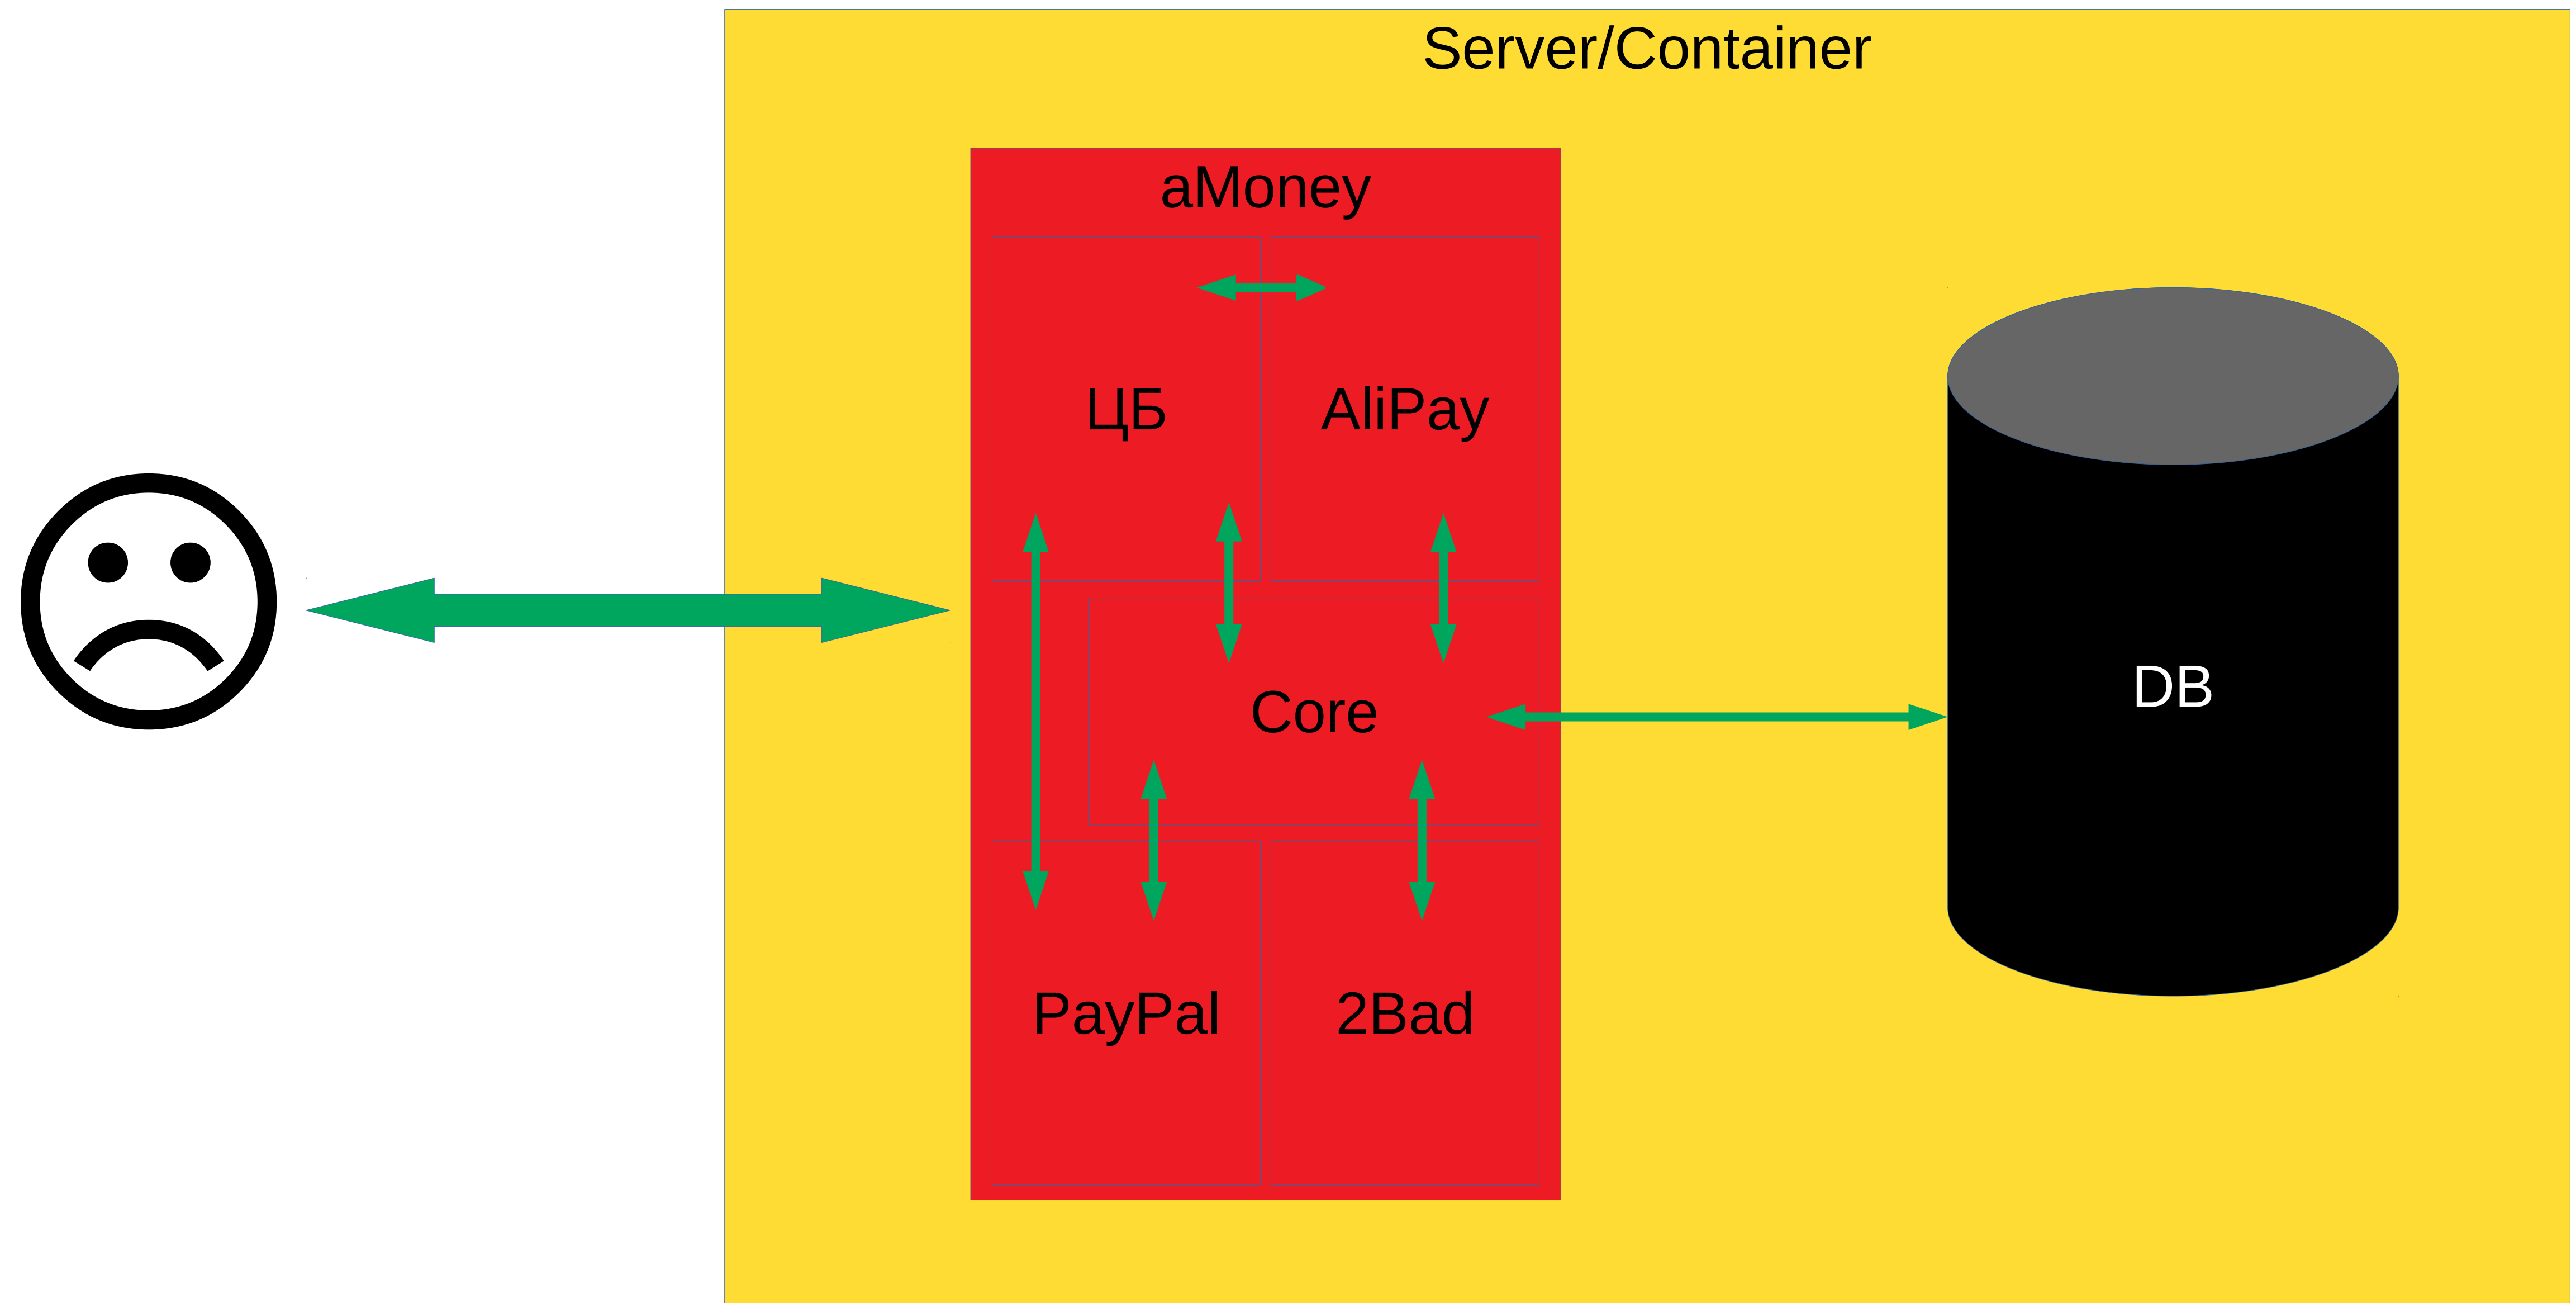 Server/Container
aMoney
ЦБ
AliPay
Core
DB
PayPal
2Bad